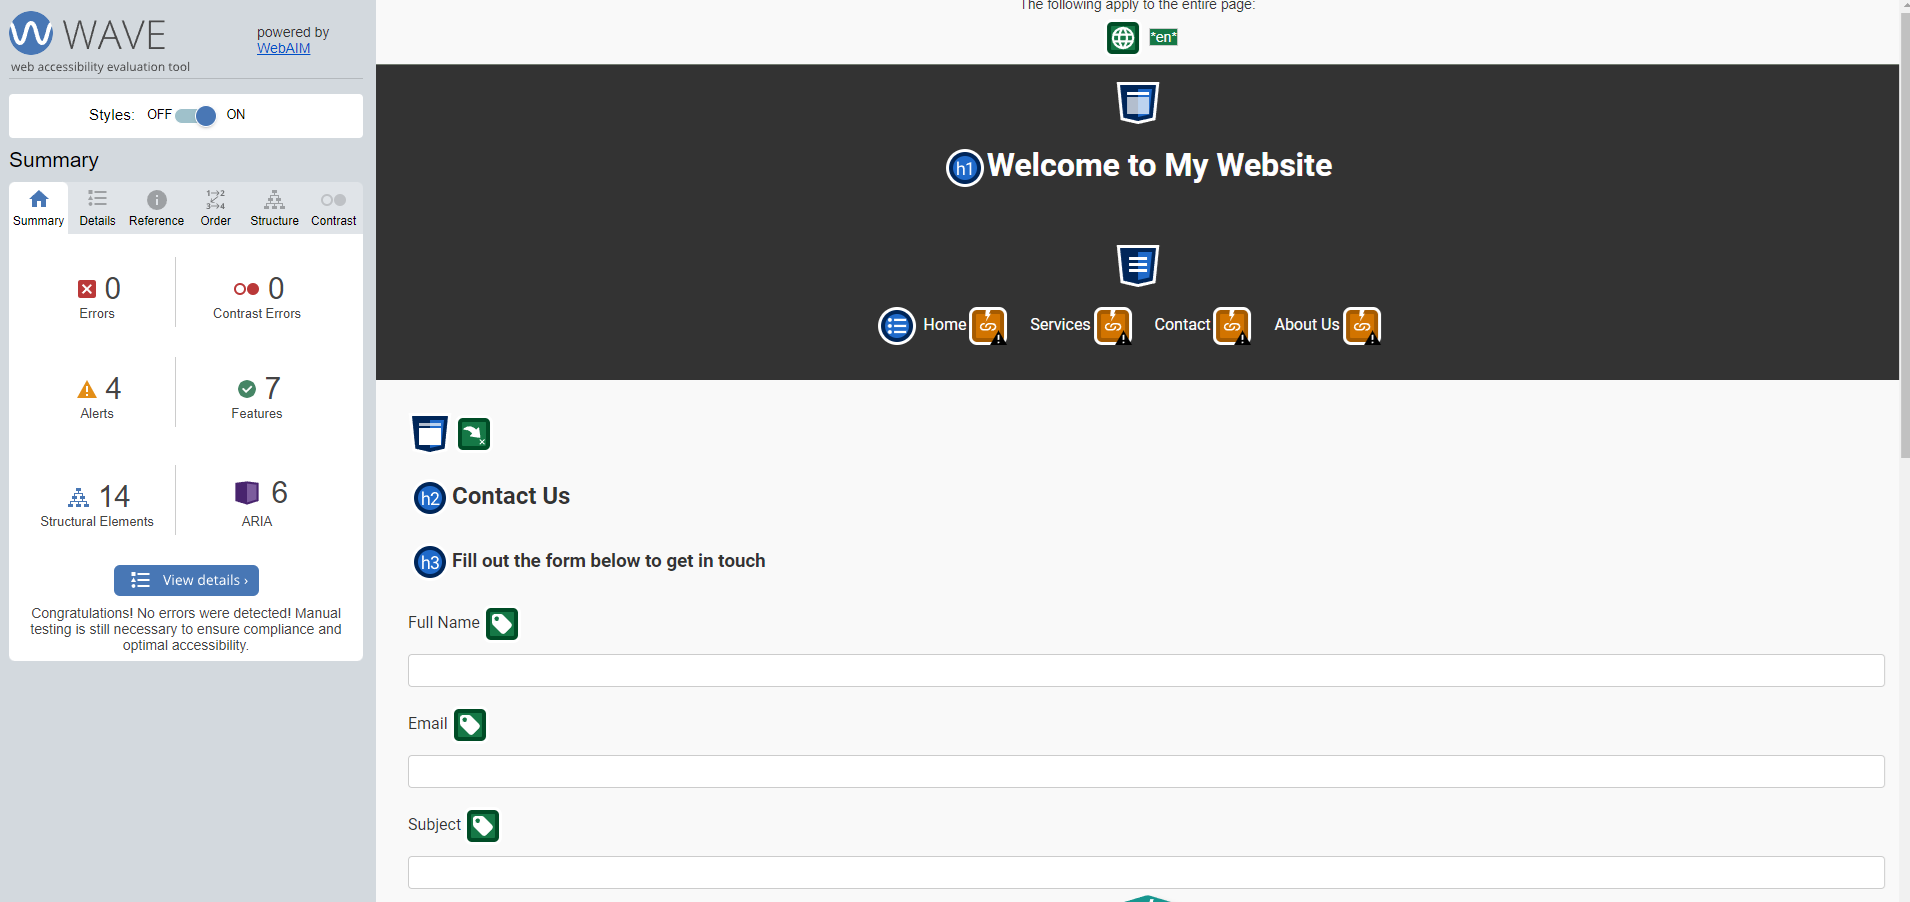 WAVE
powered by
WebAIM
web accessibility evaluation tool
Styles: OFF ON
Summary
Summary Details Reference Order Structure Contrast
0
Errors
0
Contrast Errors
4
Alerts
7
Features
14
Structural Elements
6
ARIA
View details ›
Congratulations! No errors were detected! Manual
testing is still necessary to ensure compliance and
optimal accessibility.
The following apply to the entire page:
*en*
h1 Welcome to My Website
Home Services Contact About Us
h2 Contact Us
h3 Fill out the form below to get in touch
Full Name
Email
Subject